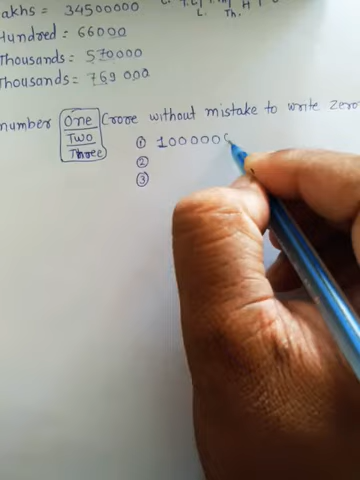 akhs = 34500000
Hundred = 66000
Thousands = 570000
Thousands = 769 000
number One Crore without mistake to write zero
Two
Three
① 1000000
②
③